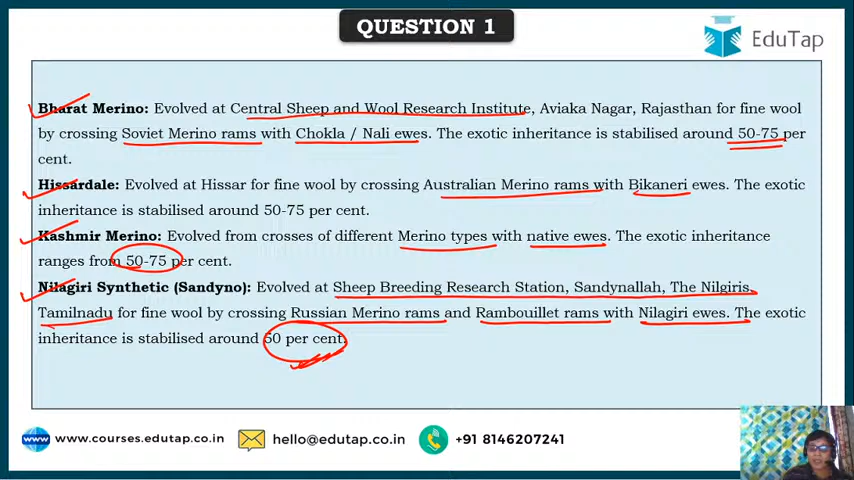 QUESTION 1
EduTap
Bharat Merino: Evolved at Central Sheep and Wool Research Institute, Aviaka Nagar, Rajasthan for fine wool
by crossing Soviet Merino rams with Chokla / Nali ewes. The exotic inheritance is stabilised around 50-75 per
cent.
Hissardale: Evolved at Hissar for fine wool by crossing Australian Merino rams with Bikaneri ewes. The exotic
inheritance is stabilised around 50-75 per cent.
Kashmir Merino: Evolved from crosses of different Merino types with native ewes. The exotic inheritance
ranges from 50-75 per cent.
Nilagiri Synthetic (Sandyno): Evolved at Sheep Breeding Research Station, Sandynallah, The Nilgiris,
Tamilnadu for fine wool by crossing Russian Merino rams and Rambouillet rams with Nilagiri ewes. The exotic
inheritance is stabilised around 50 per cent.
www.courses.edutap.co.in hello@edutap.co.in +91 8146207241